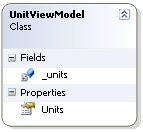 UnitViewModel
Class
Fields
_units
Properties
Units